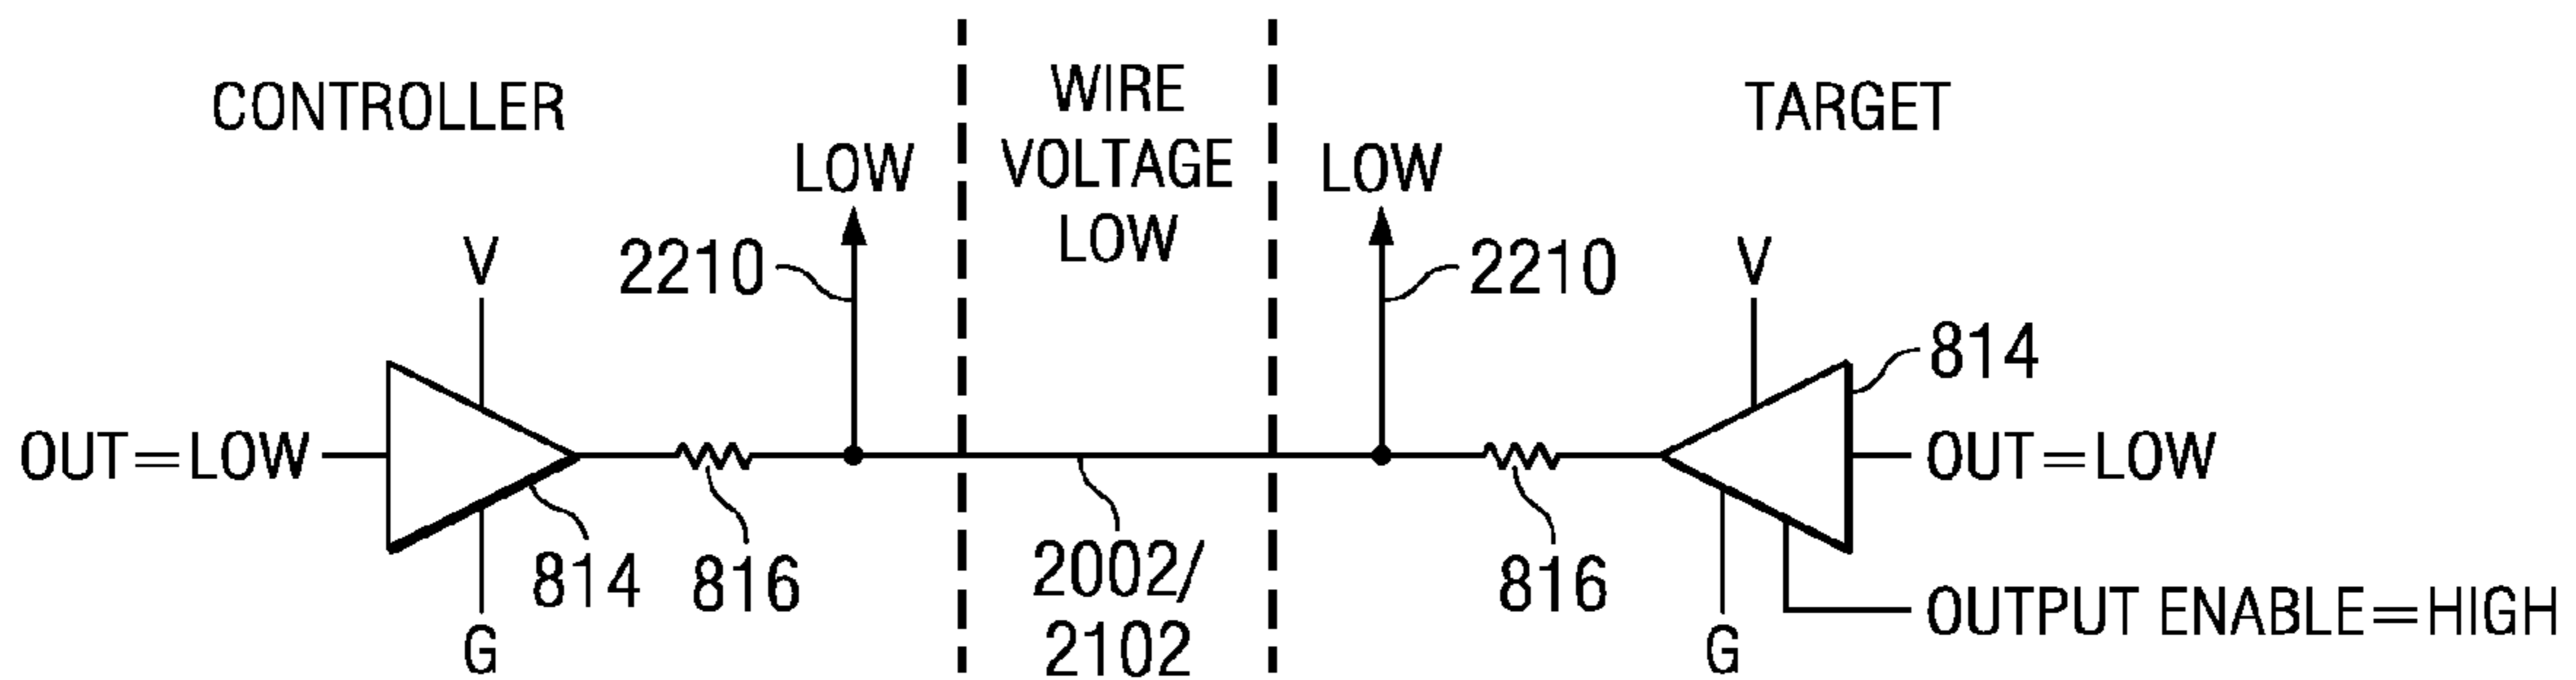 CONTROLLER
WIRE
VOLTAGE
LOW
TARGET
LOW
LOW
V
2210
2210
V
814
OUT=LOW
OUT=LOW
814
816
2002/
2102
816
OUTPUT ENABLE=HIGH
G
G